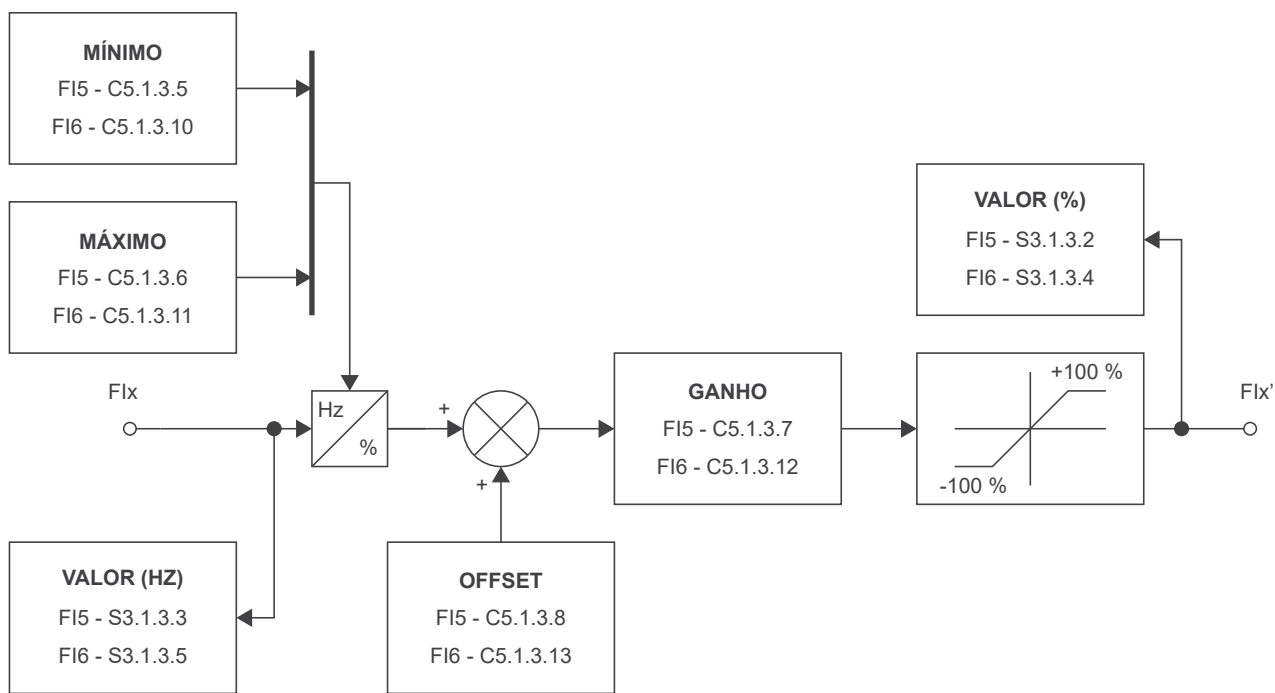 MÍNIMO
FI5 - C5.1.3.5
FI6 - C5.1.3.10
MÁXIMO
FI5 - C5.1.3.6
FI6 - C5.1.3.11
VALOR (%)
FI5 - S3.1.3.2
FI6 - S3.1.3.4
FIx
Hz
%
+
+
GANHO
FI5 - C5.1.3.7
FI6 - C5.1.3.12
+100 %
-100 %
FIx’
VALOR (HZ)
FI5 - S3.1.3.3
FI6 - S3.1.3.5
OFFSET
FI5 - C5.1.3.8
FI6 - C5.1.3.13